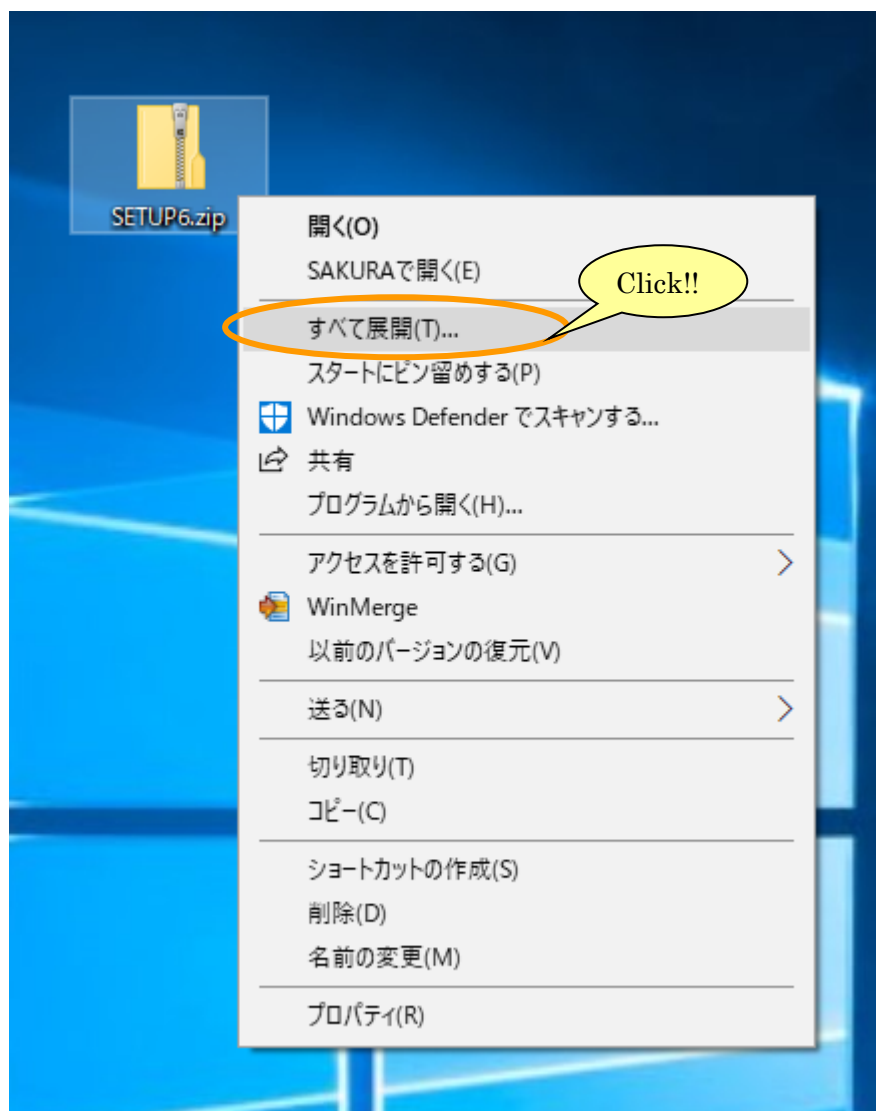 SETUP6.zip
開く(O)
SAKURAで開く(E)
Click!!
すべて展開(T)...
スタートにピン留めする(P)
Windows Defender でスキャンする...
共有
プログラムから開く(H)...
アクセスを許可する(G)
WinMerge
以前のバージョンの復元(V)
送る(N)
切り取り(T)
コピー(C)
ショートカットの作成(S)
削除(D)
名前の変更(M)
プロパティ(R)